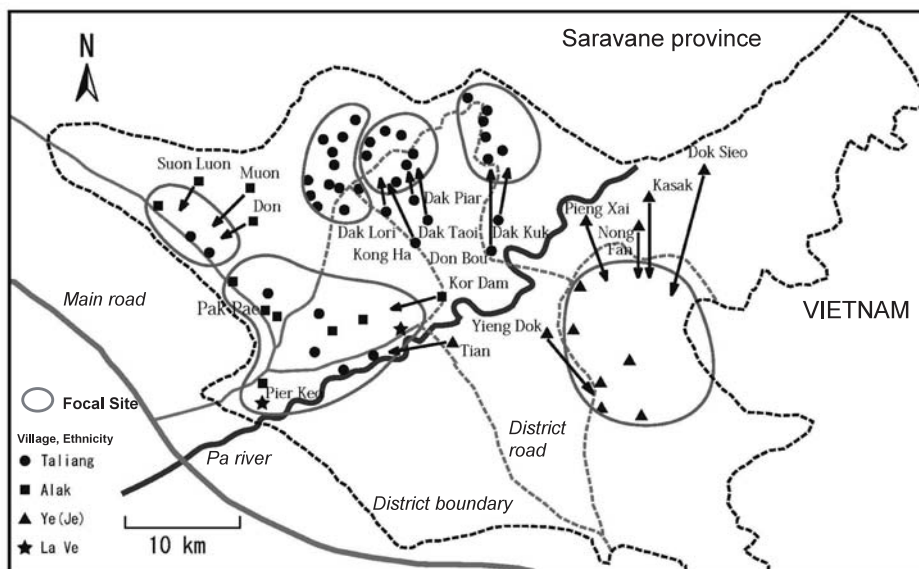 N
Saravane province
Dok Sieo
Suon Luon
Muon
Kasak
Don
Dak Piar
Pieng Xai
Dak Lori
Dak Taoi
Dak Kuk
Nong
Fan
Kong Ha
Don Bou
Kor Dam
Main road
Pak Pae
Yieng Dok
VIETNAM
Tian
Focal Site
Pier Keo
Village, Ethnicity
Taliang
Pa river
District
road
Alak
Ye(Je)
District boundary
La Ve
10 km